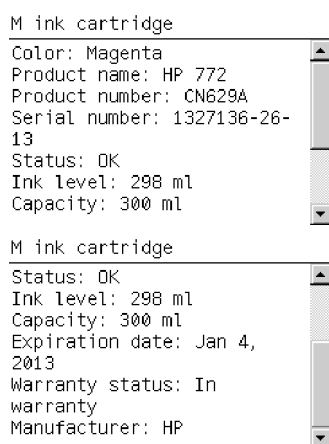 M ink cartridge
Color: Magenta
Product name: HP 772
Product number: CN629A
Serial number: 1327136-26-
13
Status: OK
Ink level: 298 ml
Capacity: 300 ml
M ink cartridge
Status: OK
Ink level: 298 ml
Capacity: 300 ml
Expiration date: Jan 4,
2013
Warranty status: In
warranty
Manufacturer: HP